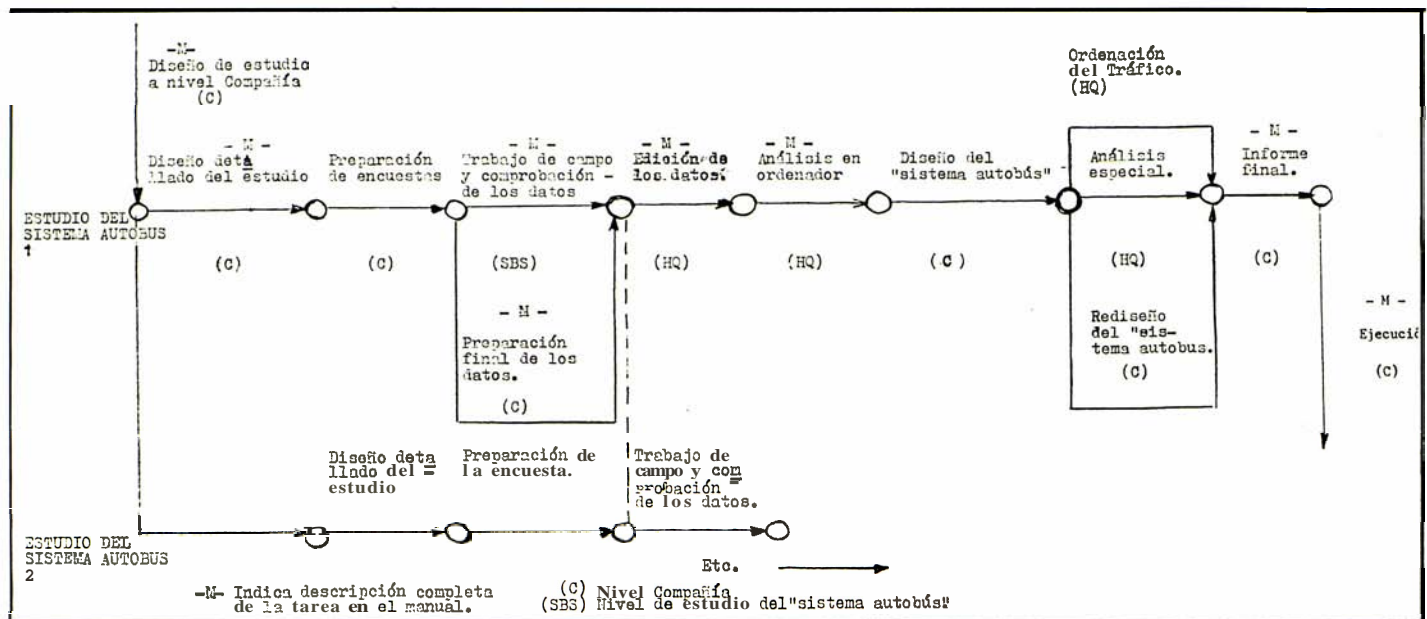 -M-
Diseño de estudio
a nivel Compañía
(C)
Ordenación
del Tráfico.
(HQ)
- M -
Diseño deta
llado del estudio
Preparación
de encuestas
- M -
Trabajo de campo
y comprobación -
de los datos
- M -
Edición de
los datos.
- M -
Análisis en
ordenador
Diseño del
"sistema autobús"
Análisis
especial.
- M -
Informe
final.
ESTUDIO DEL
SISTEMA AUTOBUS
1
(C)
(C)
(SBS)
(HQ)
(HQ)
(C)
(HQ)
(C)
- M -
Preparación
final de los
datos.
(C)
Rediseño
del "sis-
tema autobus.
(C)
- M -
Ejecució
(C)
Diseño deta
llado del
estudio
Preparación de
la encuesta.
Trabajo de
campo y com
probación
de los datos.
ESTUDIO DEL
SISTEMA AUTOBUS
2
Etc.
-M- Indica descripción completa
de la tarea en el manual.
(C) Nivel Compañía
(SBS) Nivel de estudio del"sistema autobús"